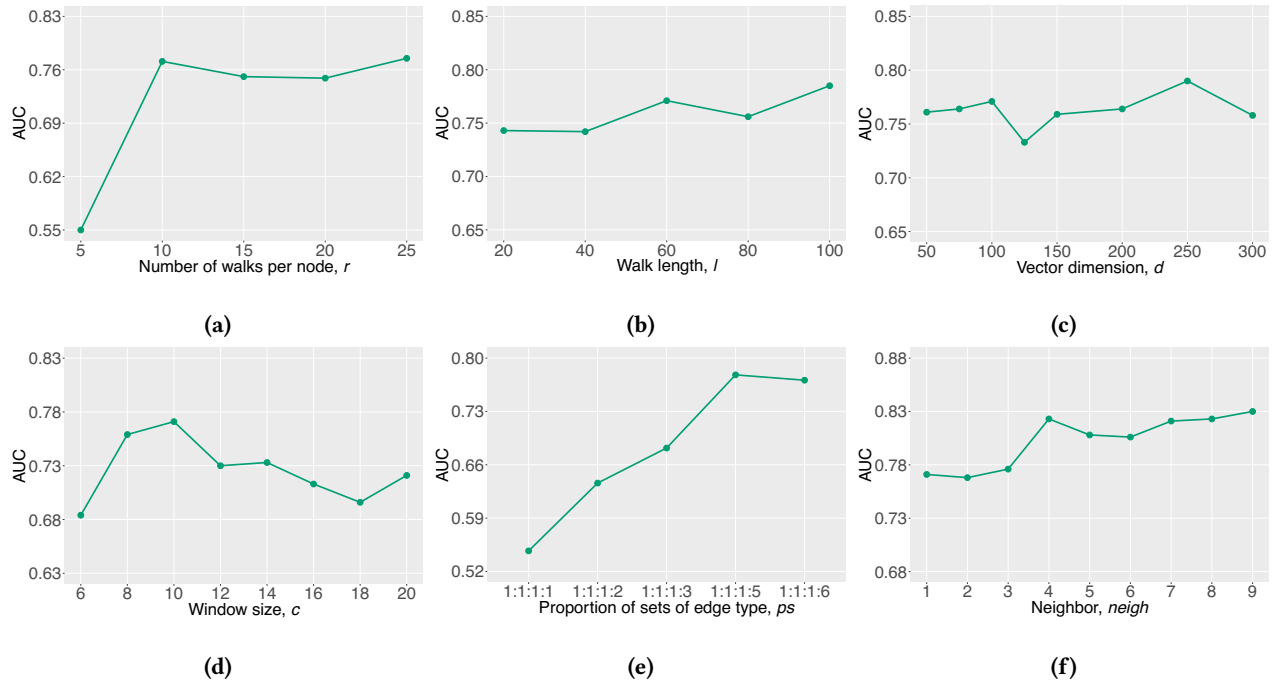 0.83
0.76
0.69
0.62
0.55
AUC
5 10 15 20 25
Number of walks per node, r
(a)
0.85
0.80
0.75
0.70
0.65
AUC
20 40 60 80 100
Walk length, l
(b)
0.85
0.80
0.75
0.70
0.65
AUC
50 100 150 200 250 300
Vector dimension, d
(c)
0.83
0.78
0.73
0.68
0.63
AUC
6 8 10 12 14 16 18 20
Window size, c
(d)
0.80
0.73
0.66
0.59
0.52
AUC
1:1:1:1 1:1:1:2 1:1:1:3 1:1:1:5 1:1:1:6
Proportion of sets of edge type, ps
(e)
0.88
0.83
0.78
0.73
0.68
AUC
1 2 3 4 5 6 7 8 9
Neighbor, neigh
(f)